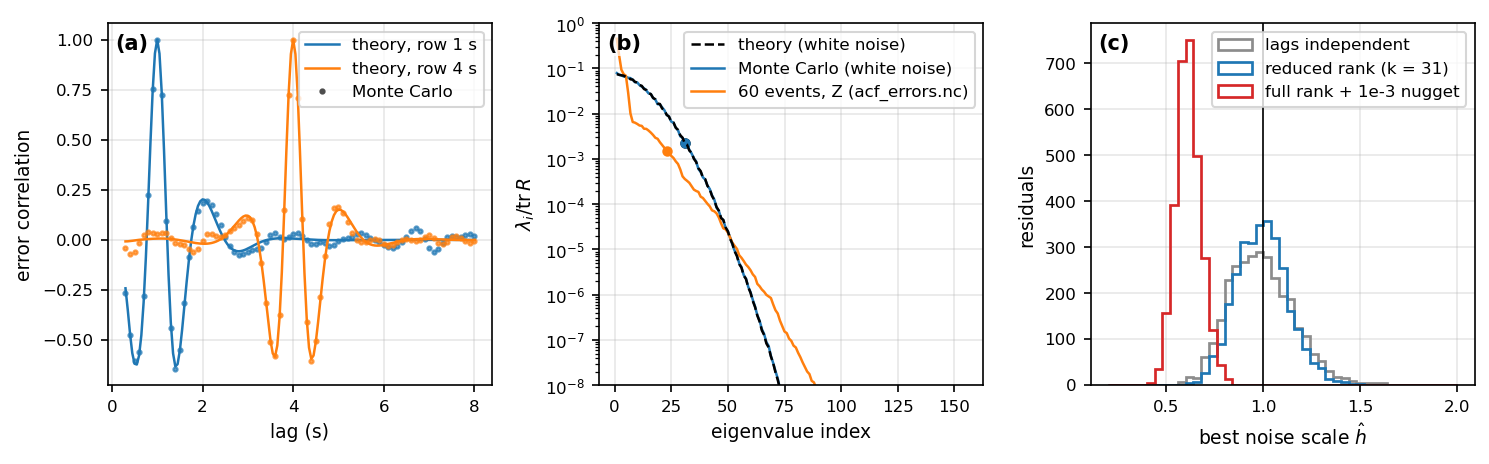 (a)
theory, row 1 s
theory, row 4 s
Monte Carlo
error correlation
1.00
0.75
0.50
0.25
0.00
−0.25
−0.50
0 2 4 6 8
lag (s)
(b)
theory (white noise)
Monte Carlo (white noise)
60 events, Z (acf_errors.nc)
λᵢ/tr R
10⁰
10⁻¹
10⁻²
10⁻³
10⁻⁴
10⁻⁵
10⁻⁶
10⁻⁷
10⁻⁸
0 25 50 75 100 125 150
eigenvalue index
(c)
lags independent
reduced rank (k = 31)
full rank + 1e-3 nugget
residuals
700
600
500
400
300
200
100
0
0.5 1.0 1.5 2.0
best noise scale ĥ